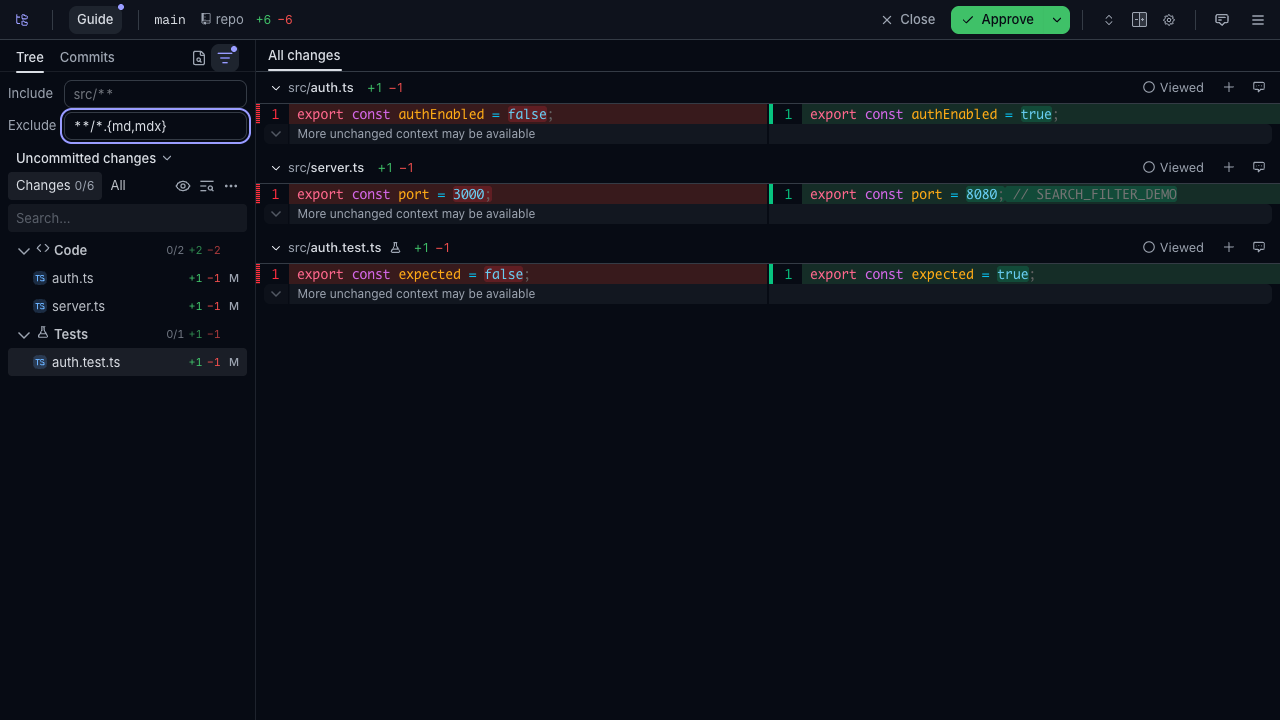 Guide main repo +6 −6 Close Approve
Tree Commits
Include src/**
Exclude **/*.{md,mdx}
Uncommitted changes
Changes 0/6 All
Search...
Code 0/2 +2 −2
TS auth.ts +1 −1 M
TS server.ts +1 −1 M
Tests 0/1 +1 −1
TS auth.test.ts +1 −1 M
All changes
src/auth.ts +1 −1 Viewed
1 export const authEnabled = false; 1 export const authEnabled = true;
More unchanged context may be available
src/server.ts +1 −1 Viewed
1 export const port = 3000; 1 export const port = 8080; // SEARCH_FILTER_DEMO
More unchanged context may be available
src/auth.test.ts +1 −1 Viewed
1 export const expected = false; 1 export const expected = true;
More unchanged context may be available